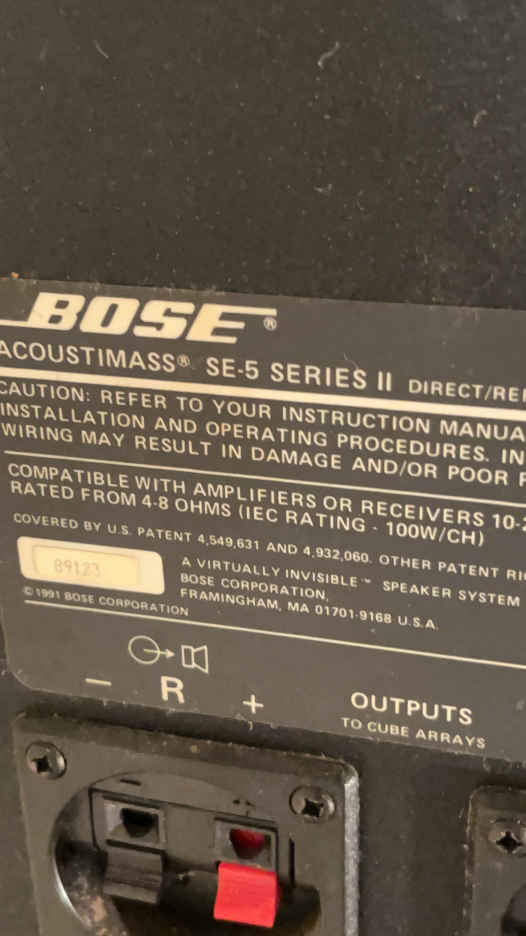 BOSE®
ACOUSTIMASS® SE-5 SERIES II DIRECT/REF
CAUTION: REFER TO YOUR INSTRUCTION MANUA
INSTALLATION AND OPERATING PROCEDURES. IN
WIRING MAY RESULT IN DAMAGE AND/OR POOR P
COMPATIBLE WITH AMPLIFIERS OR RECEIVERS 10-2
RATED FROM 4-8 OHMS (IEC RATING - 100W/CH)
COVERED BY U.S. PATENT 4,549,631 AND 4,932,060. OTHER PATENT RI
89123
A VIRTUALLY INVISIBLE™ SPEAKER SYSTEM
BOSE CORPORATION,
FRAMINGHAM, MA 01701-9168 U.S.A.
© 1991 BOSE CORPORATION
− R +
OUTPUTS
TO CUBE ARRAYS
− +